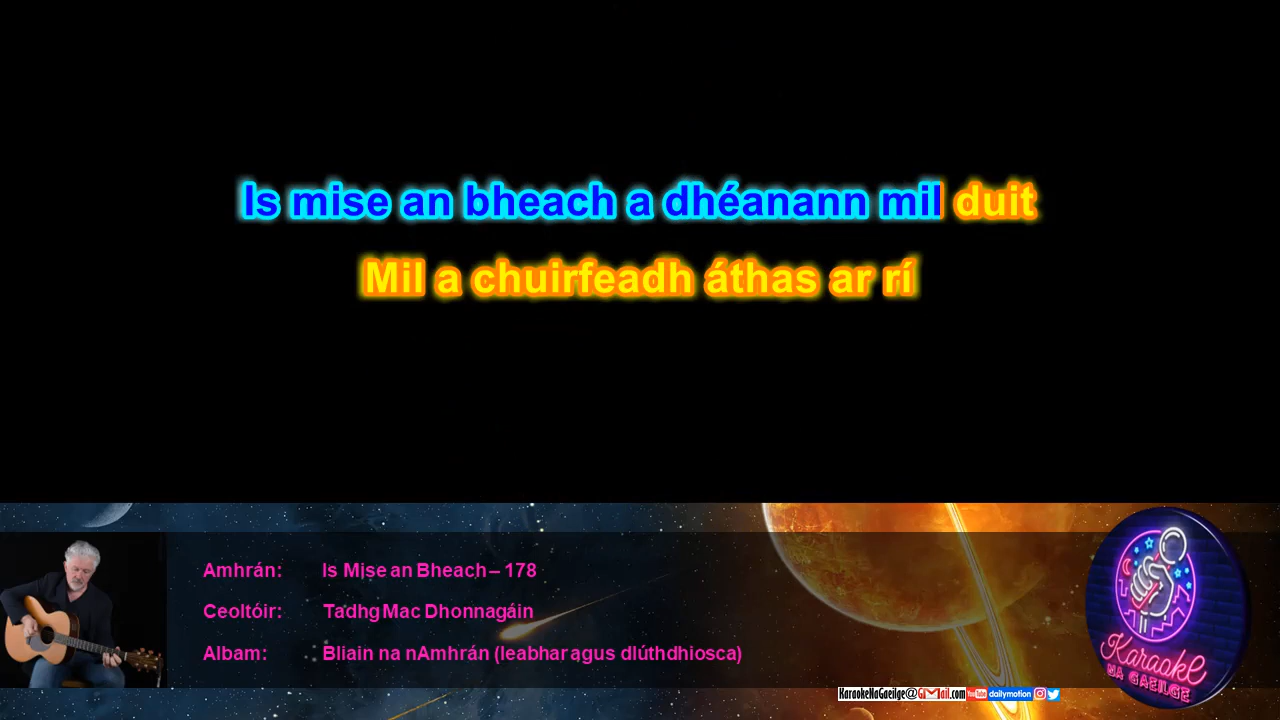 Is mise an bheach a dhéanann mil duit
Mil a chuirfeadh áthas ar rí
Amhrán: Is Mise an Bheach – 178
Ceoltóir: Tadhg Mac Dhonnagáin
Albam: Bliain na nAmhrán (leabhar agus dlúthdhiosca)
Karaoke
NA GAEILGE
KaraokeNaGaeilge@GMail.com YouTube dailymotion